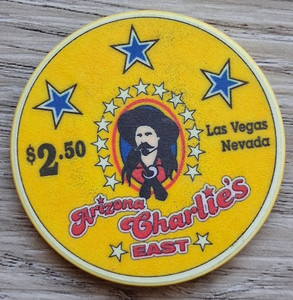 $2.50
Las Vegas
Nevada
Arizona
Charlie's
EAST